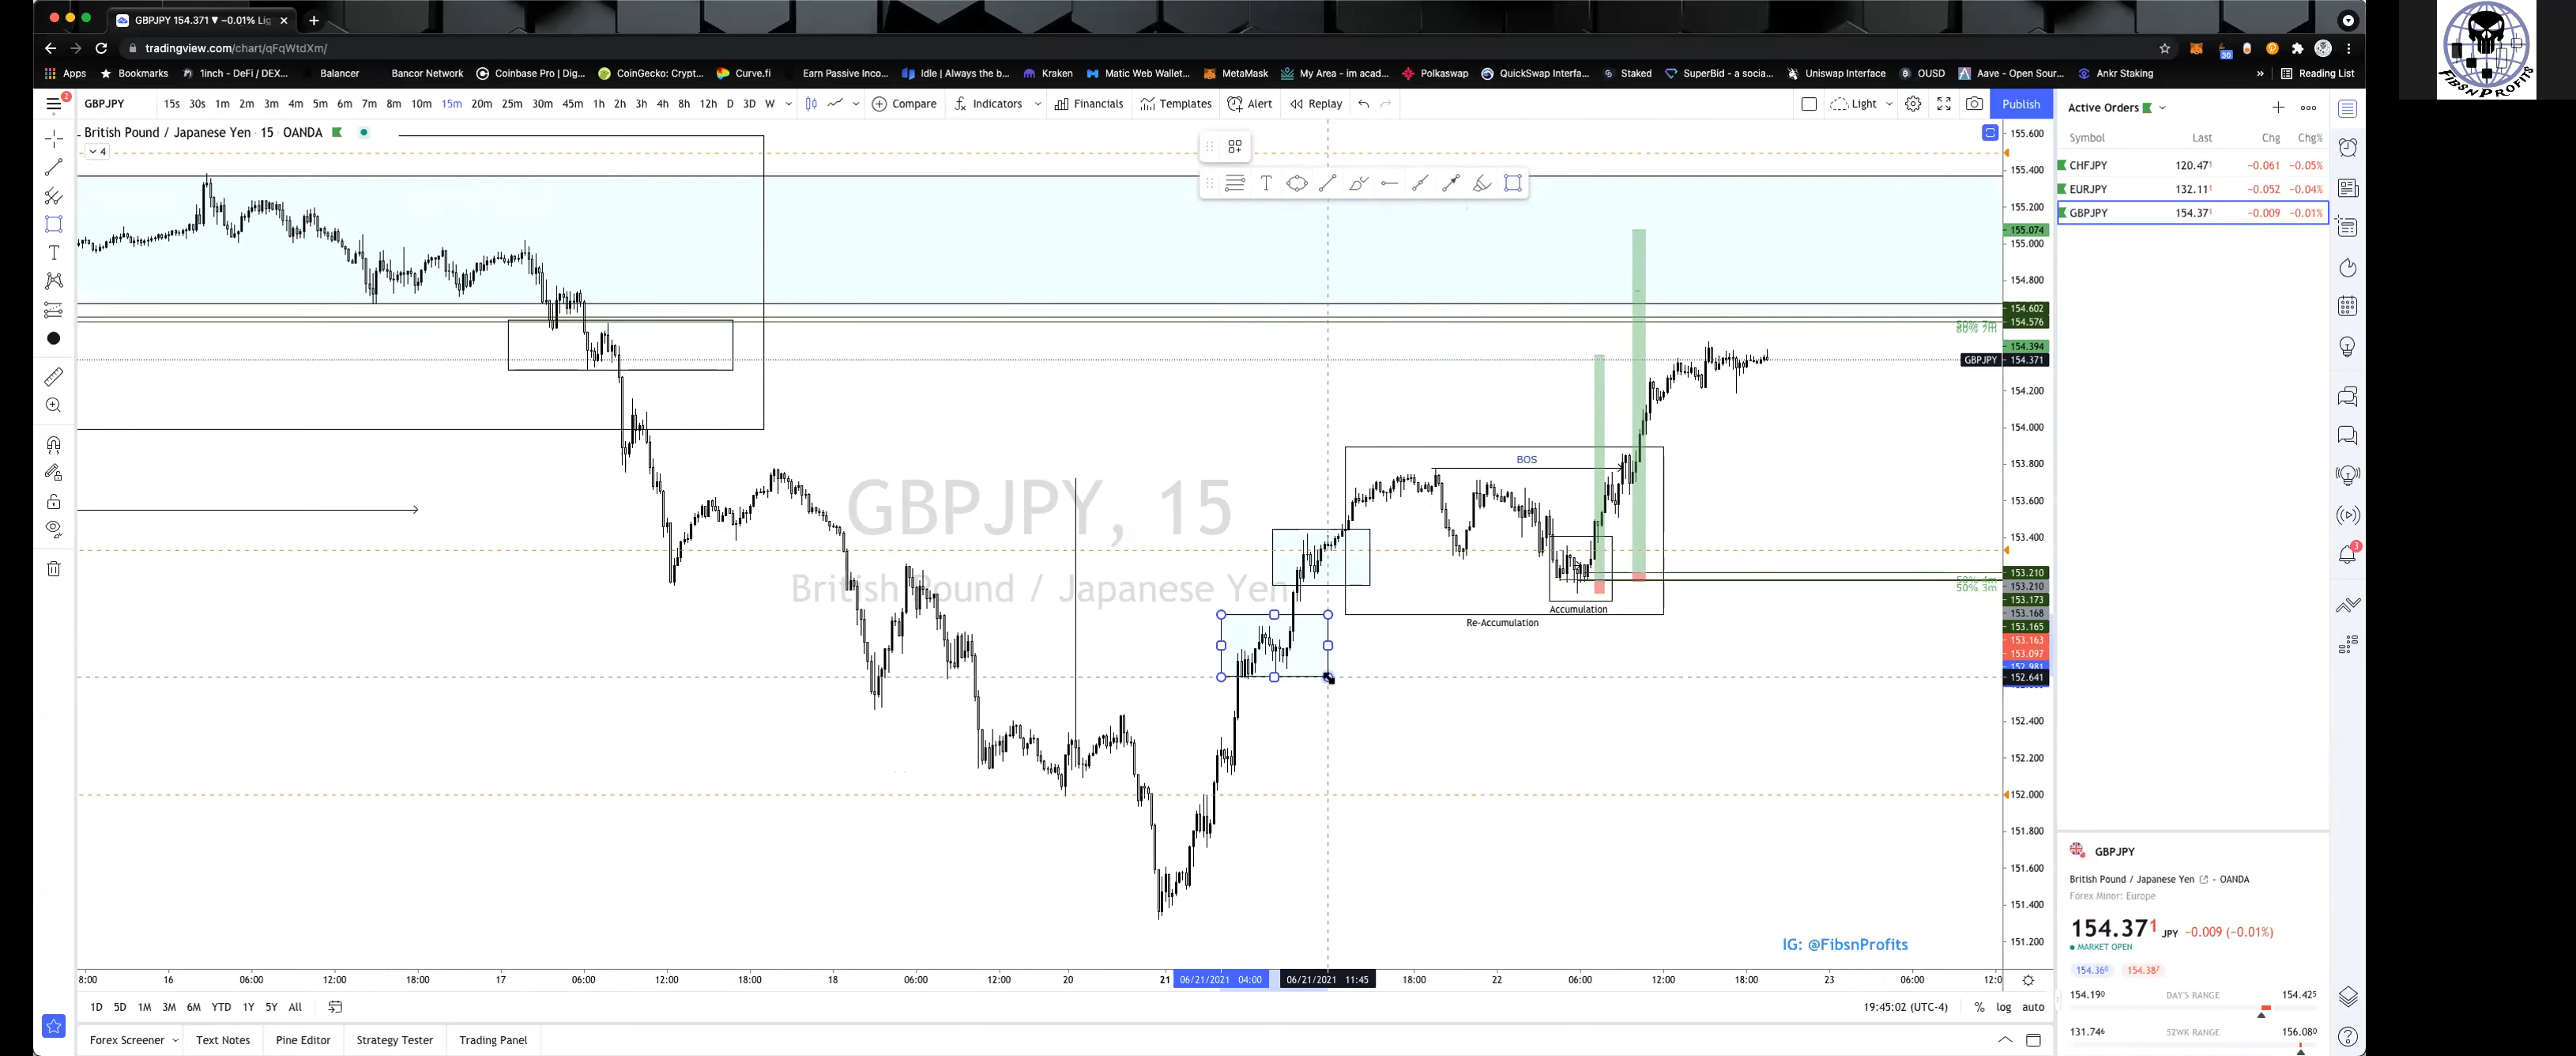 GBPJPY 154.371 ▼ −0.01% Lig
tradingview.com/chart/qFqWtdXm/
Apps Bookmarks 1inch - DeFi / DEX... Balancer Bancor Network Coinbase Pro | Dig... CoinGecko: Crypt... Curve.fi Earn Passive Inco... Idle | Always the b... Kraken Matic Web Wallet... MetaMask My Area - im acad... Polkaswap QuickSwap Interfa... Staked SuperBid - a socia... Uniswap Interface OUSD Aave - Open Sour... Ankr Staking » Reading List
GBPJPY 15s 30s 1m 2m 3m 4m 5m 6m 7m 8m 10m 15m 20m 25m 30m 45m 1h 2h 3h 4h 8h 12h D 3D W Compare Indicators Financials Templates Alert Replay Light Publish
British Pound / Japanese Yen · 15 · OANDA
4
GBPJPY, 15
British Pound / Japanese Yen
BOS
Accumulation
Re-Accumulation
IG: @FibsnProfits
155.600
155.400
155.200
155.074
155.000
154.800
154.602
154.576
154.394
GBPJPY 154.371
154.200
154.000
153.800
153.600
153.400
153.210
153.210
50% 3m
153.173
153.168
153.165
153.163
153.097
152.981
152.641
152.400
152.200
152.000
151.800
151.600
151.400
151.200
8:00 16 06:00 12:00 18:00 17 06:00 12:00 18:00 18 06:00 12:00 20 21 06/21/2021 04:00 06/21/2021 11:45 18:00 22 06:00 12:00 18:00 23 06:00 12:0
1D 5D 1M 3M 6M YTD 1Y 5Y All 19:45:02 (UTC-4) % log auto
Forex Screener Text Notes Pine Editor Strategy Tester Trading Panel
Active Orders
Symbol Last Chg Chg%
CHFJPY 120.471 −0.061 −0.05%
EURJPY 132.111 −0.052 −0.04%
GBPJPY 154.371 −0.009 −0.01%
GBPJPY
British Pound / Japanese Yen · OANDA
Forex Minor: Europe
154.371 JPY −0.009 (−0.01%)
MARKET OPEN
154.360 154.387
154.190 DAY'S RANGE 154.425
131.746 52WK RANGE 156.080
FIBSNPROFITS